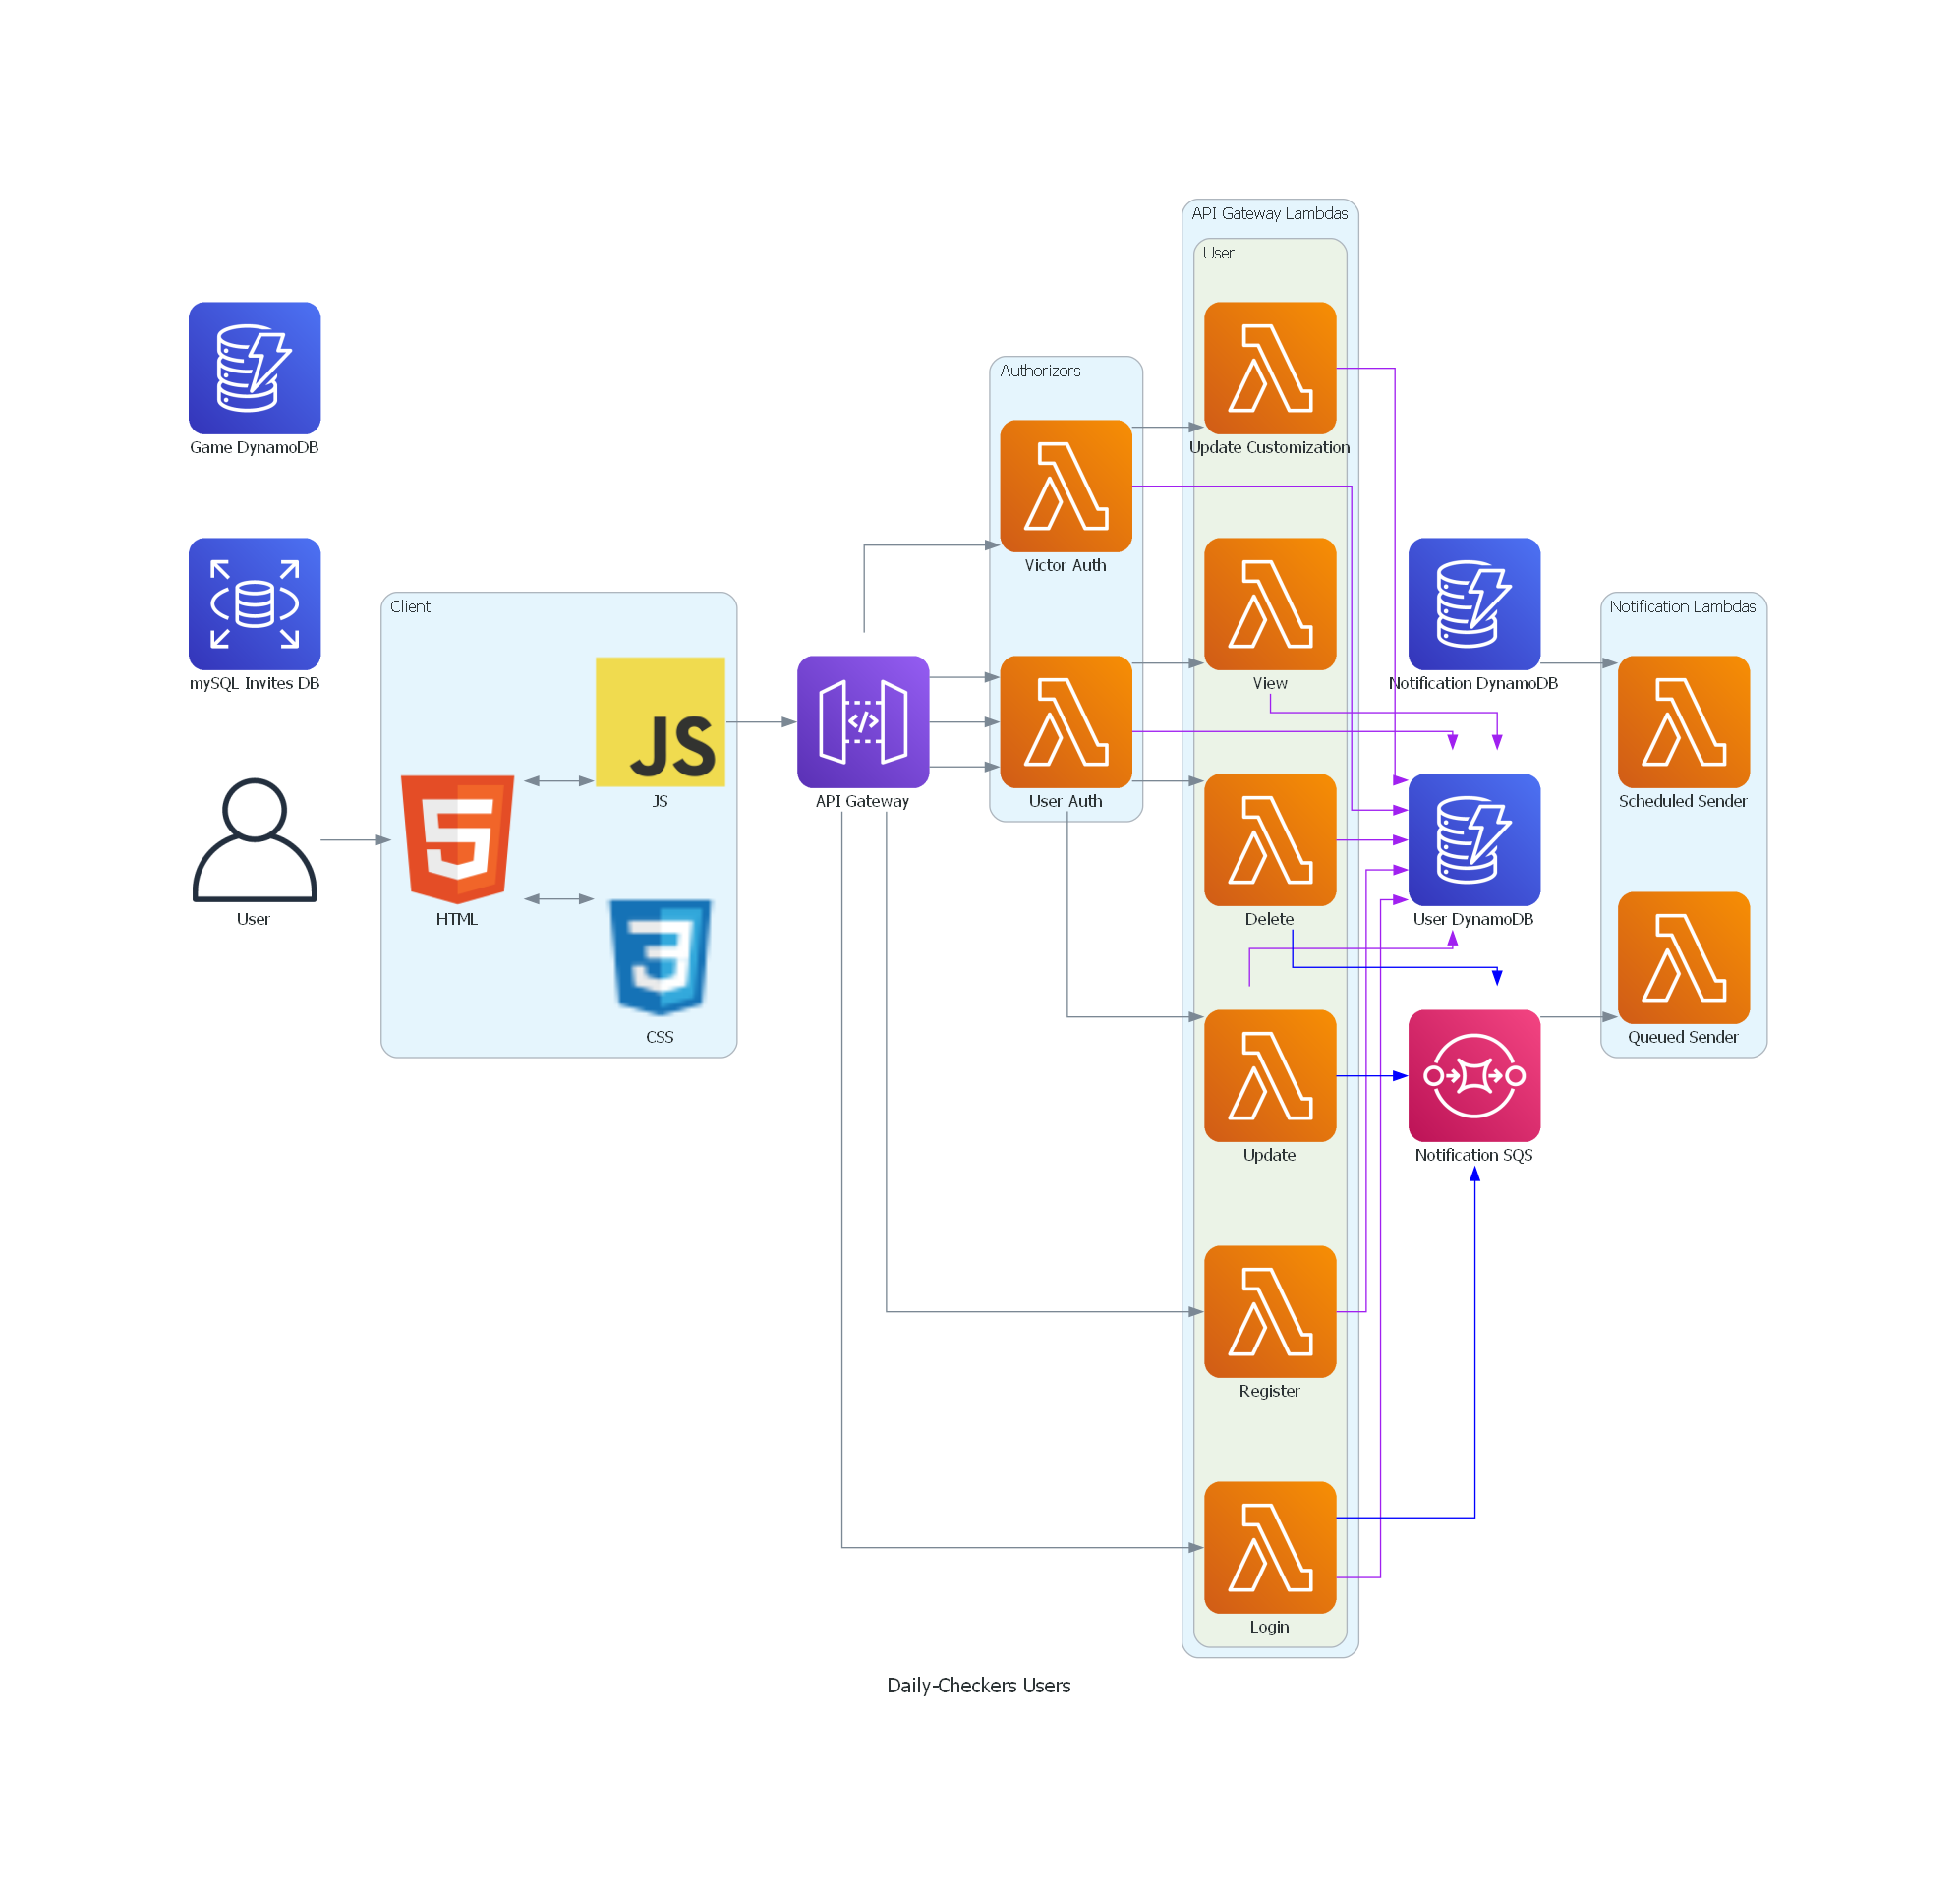 API Gateway Lambdas
User
Authorizors
Update Customization
Game DynamoDB
Victor Auth
Client
Notification Lambdas
mySQL Invites DB
View
Notification DynamoDB
JS
JS
API Gateway
User Auth
Scheduled Sender
User
HTML
Delete
User DynamoDB
CSS
Queued Sender
Update
Notification SQS
Register
Login
Daily-Checkers Users